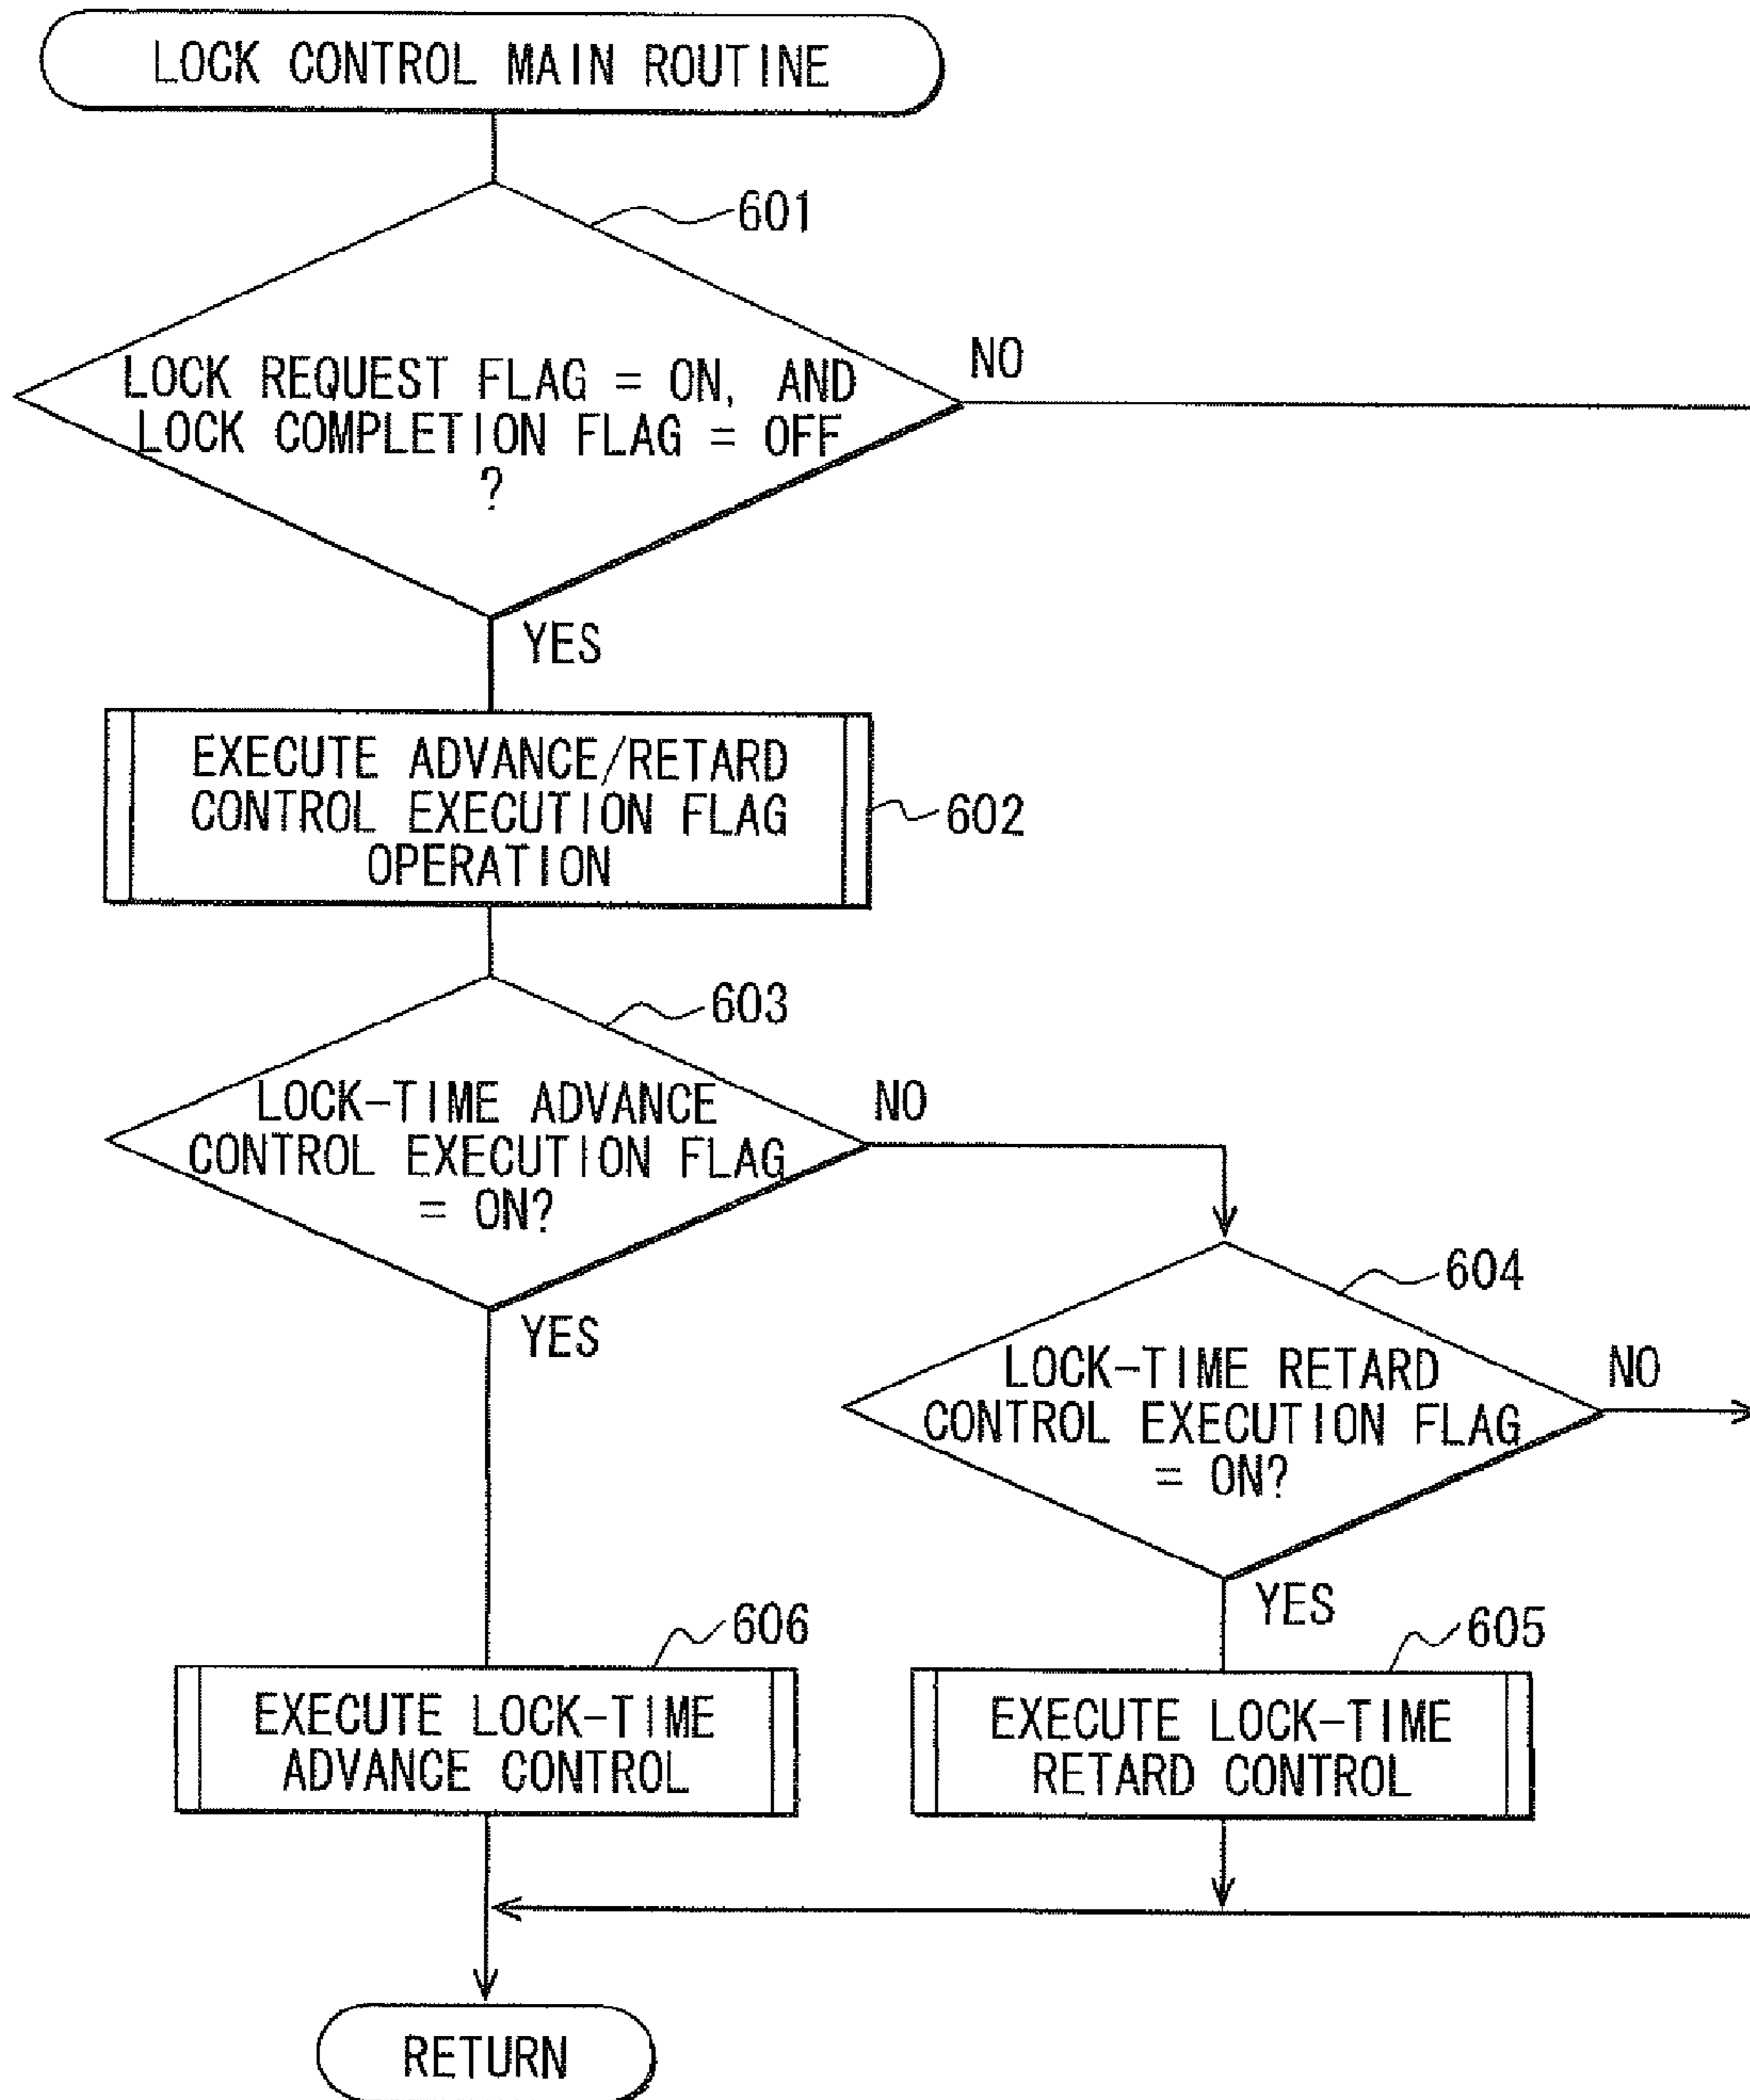 LOCK CONTROL MAIN ROUTINE
601
LOCK REQUEST FLAG = ON, AND
LOCK COMPLETION FLAG = OFF
?
NO
YES
EXECUTE ADVANCE/RETARD
CONTROL EXECUTION FLAG
OPERATION
602
603
LOCK-TIME ADVANCE
CONTROL EXECUTION FLAG
= ON?
NO
YES
604
LOCK-TIME RETARD
CONTROL EXECUTION FLAG
= ON?
NO
YES
606
EXECUTE LOCK-TIME
ADVANCE CONTROL
605
EXECUTE LOCK-TIME
RETARD CONTROL
RETURN